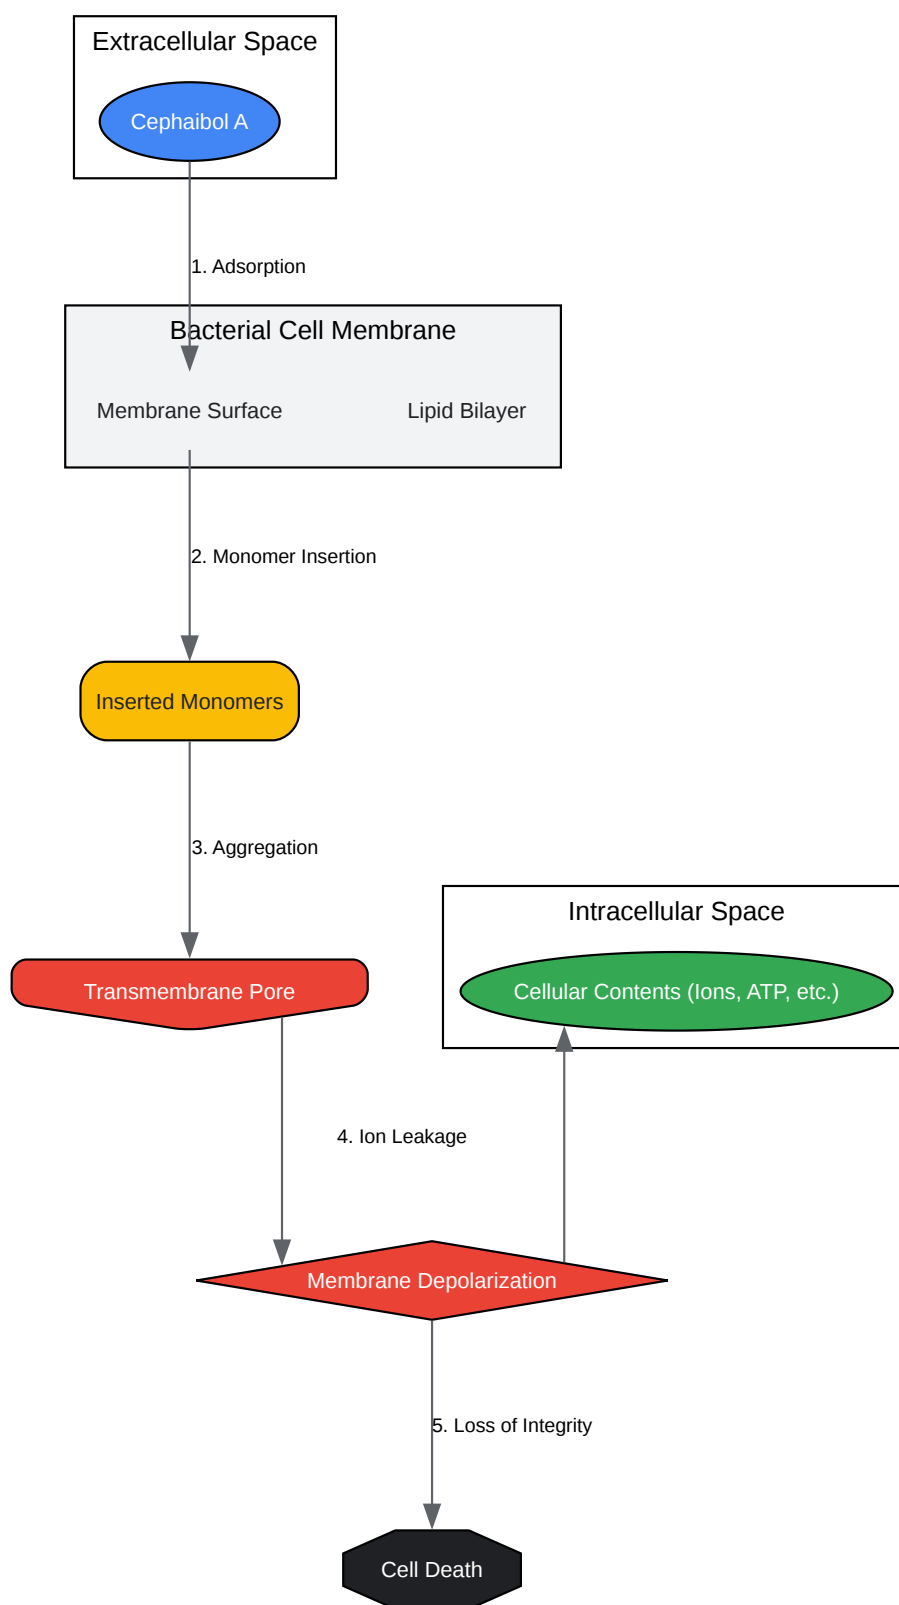 Extracellular Space
Cephaibol A
1. Adsorption
Bacterial Cell Membrane
Membrane Surface
Lipid Bilayer
2. Monomer Insertion
Inserted Monomers
3. Aggregation
Intracellular Space
Transmembrane Pore
Cellular Contents (Ions, ATP, etc.)
4. Ion Leakage
Membrane Depolarization
5. Loss of Integrity
Cell Death